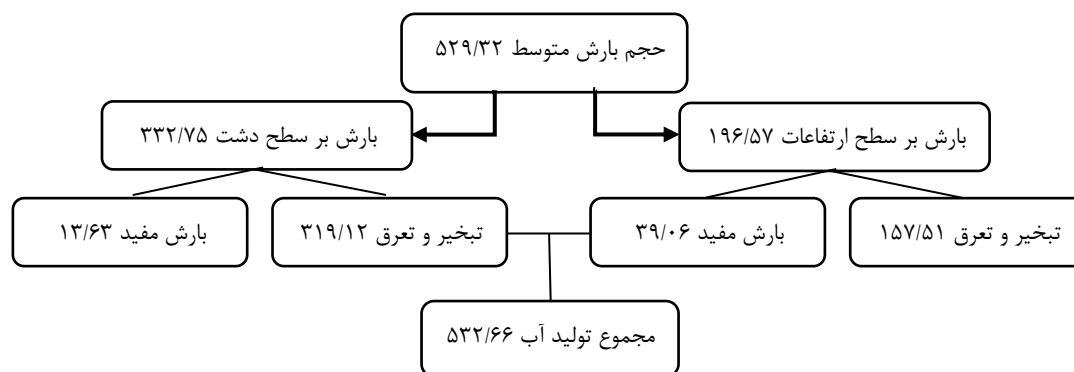 حجم بارش متوسط ۵۲۹/۳۲
بارش بر سطح ارتفاعات ۱۹۶/۵۷
بارش بر سطح دشت ۳۳۲/۷۵
تبخیر و تعرق ۱۵۷/۵۱
بارش مفید ۳۹/۰۶
تبخیر و تعرق ۳۱۹/۱۲
بارش مفید ۱۳/۶۳
مجموع تولید آب ۵۳۲/۶۶